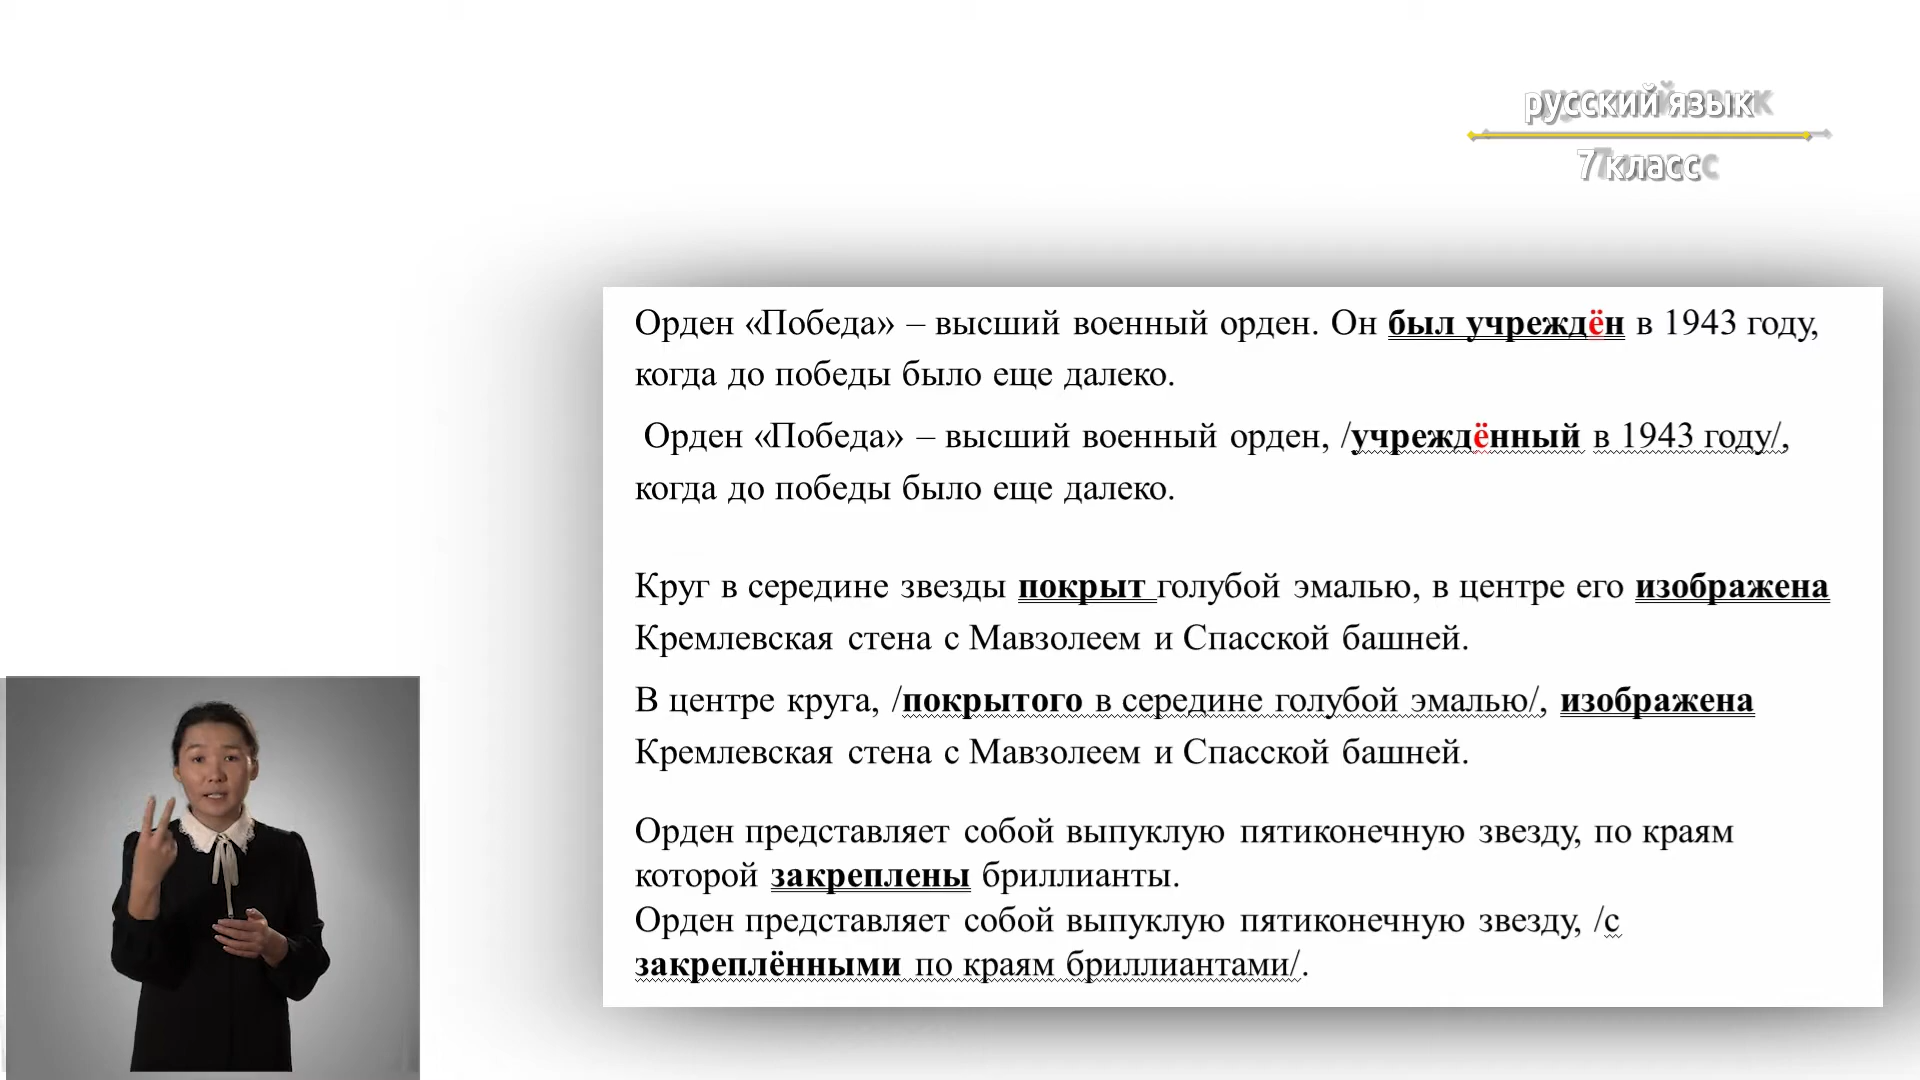 русский язык
7 класс
Орден «Победа» – высший военный орден. Он был учреждён в 1943 году,
когда до победы было еще далеко.
Орден «Победа» – высший военный орден, /учреждённый в 1943 году/,
когда до победы было еще далеко.
Круг в середине звезды покрыт голубой эмалью, в центре его изображена
Кремлевская стена с Мавзолеем и Спасской башней.
В центре круга, /покрытого в середине голубой эмалью/, изображена
Кремлевская стена с Мавзолеем и Спасской башней.
Орден представляет собой выпуклую пятиконечную звезду, по краям
которой закреплены бриллианты.
Орден представляет собой выпуклую пятиконечную звезду, /с
закреплёнными по краям бриллиантами/.